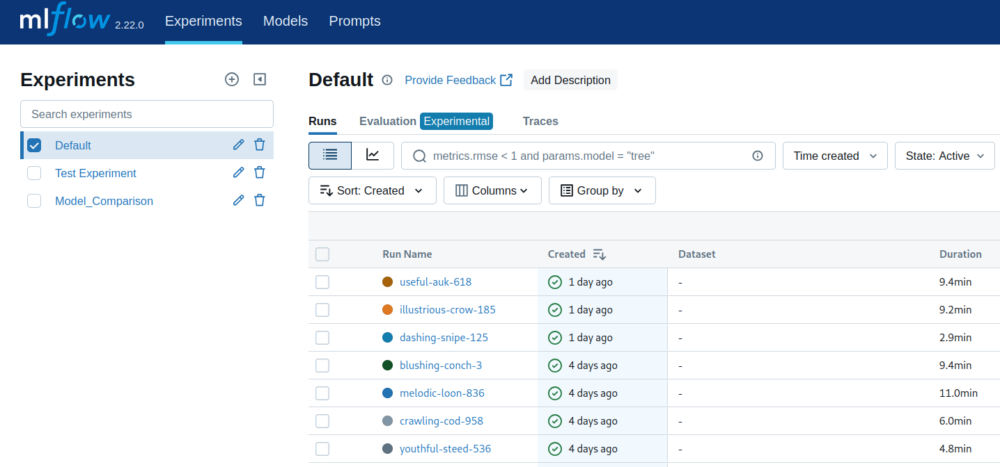 mlflow 2.22.0 Experiments Models Prompts
Experiments
Search experiments
Default
Test Experiment
Model_Comparison
Default Provide Feedback Add Description
Runs Evaluation Experimental Traces
metrics.rmse < 1 and params.model = "tree" Time created State: Active
Sort: Created Columns Group by
Run Name Created Dataset Duration
useful-auk-618 1 day ago - 9.4min
illustrious-crow-185 1 day ago - 9.2min
dashing-snipe-125 1 day ago - 2.9min
blushing-conch-3 4 days ago - 9.4min
melodic-loon-836 4 days ago - 11.0min
crawling-cod-958 4 days ago - 6.0min
youthful-steed-536 4 days ago - 4.8min